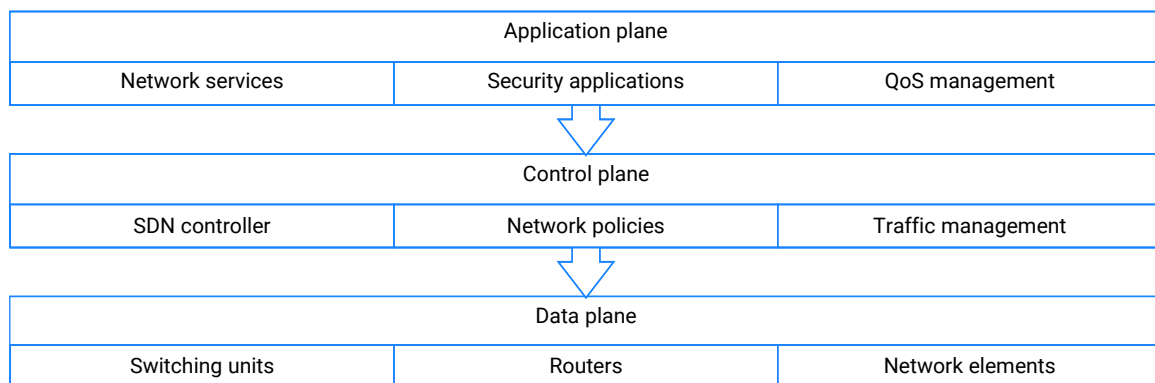 Application plane
Network services
Security applications
QoS management
Control plane
SDN controller
Network policies
Traffic management
Data plane
Switching units
Routers
Network elements